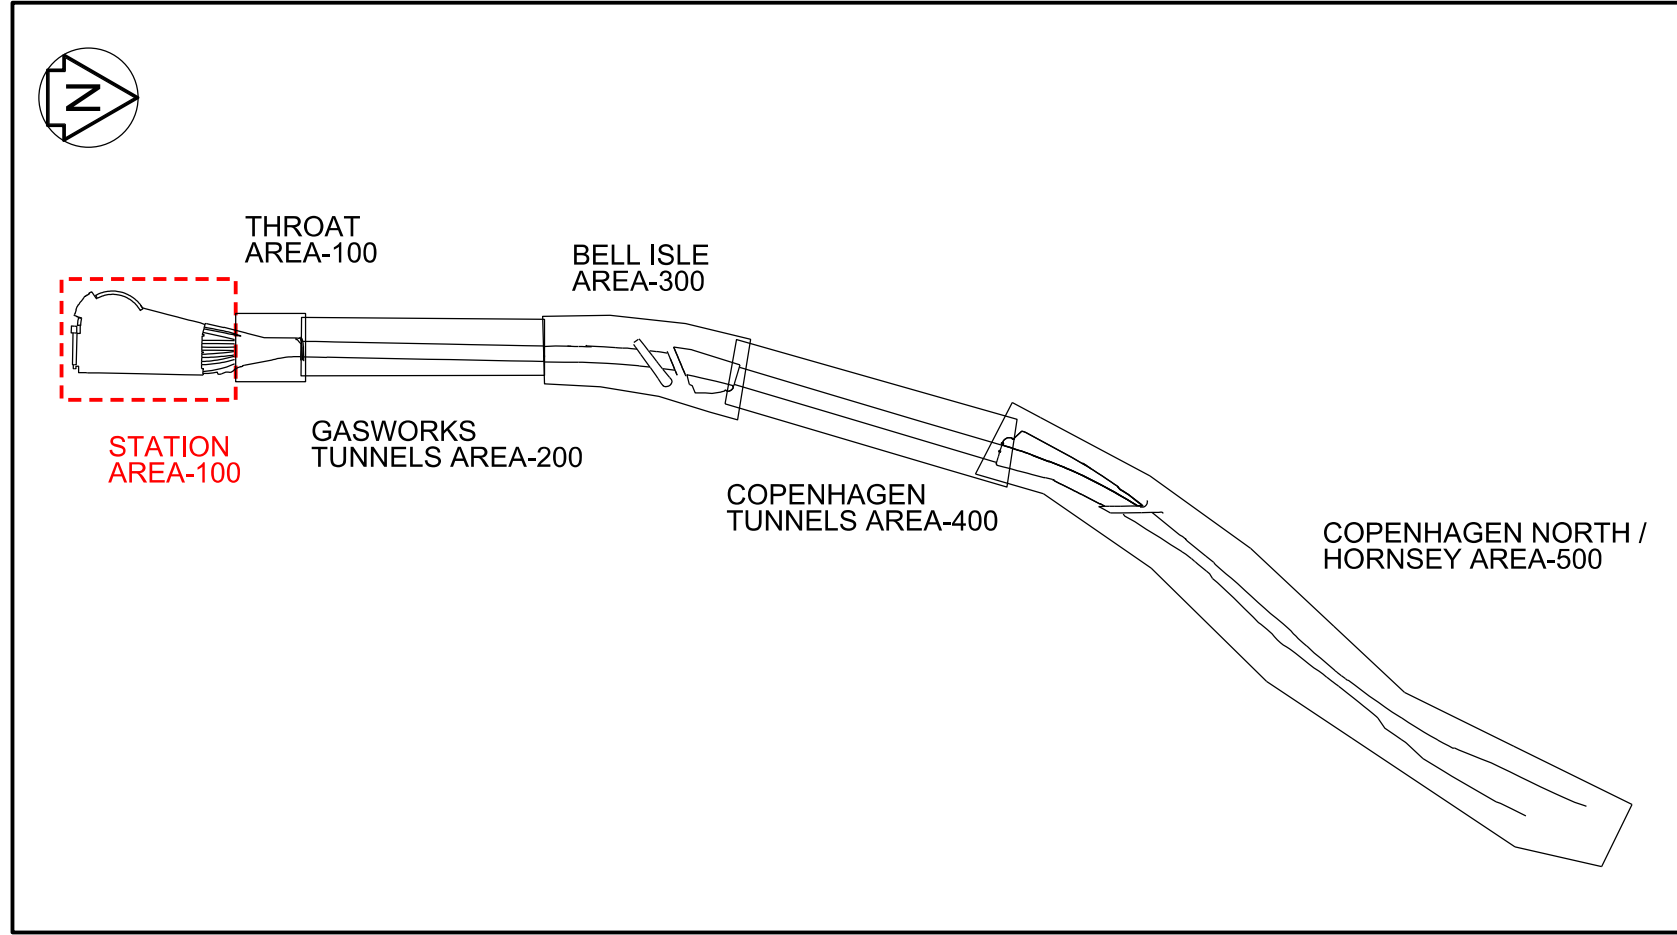 N
THROAT
AREA-100
BELL ISLE
AREA-300
STATION
AREA-100
GASWORKS
TUNNELS AREA-200
COPENHAGEN
TUNNELS AREA-400
COPENHAGEN NORTH /
HORNSEY AREA-500